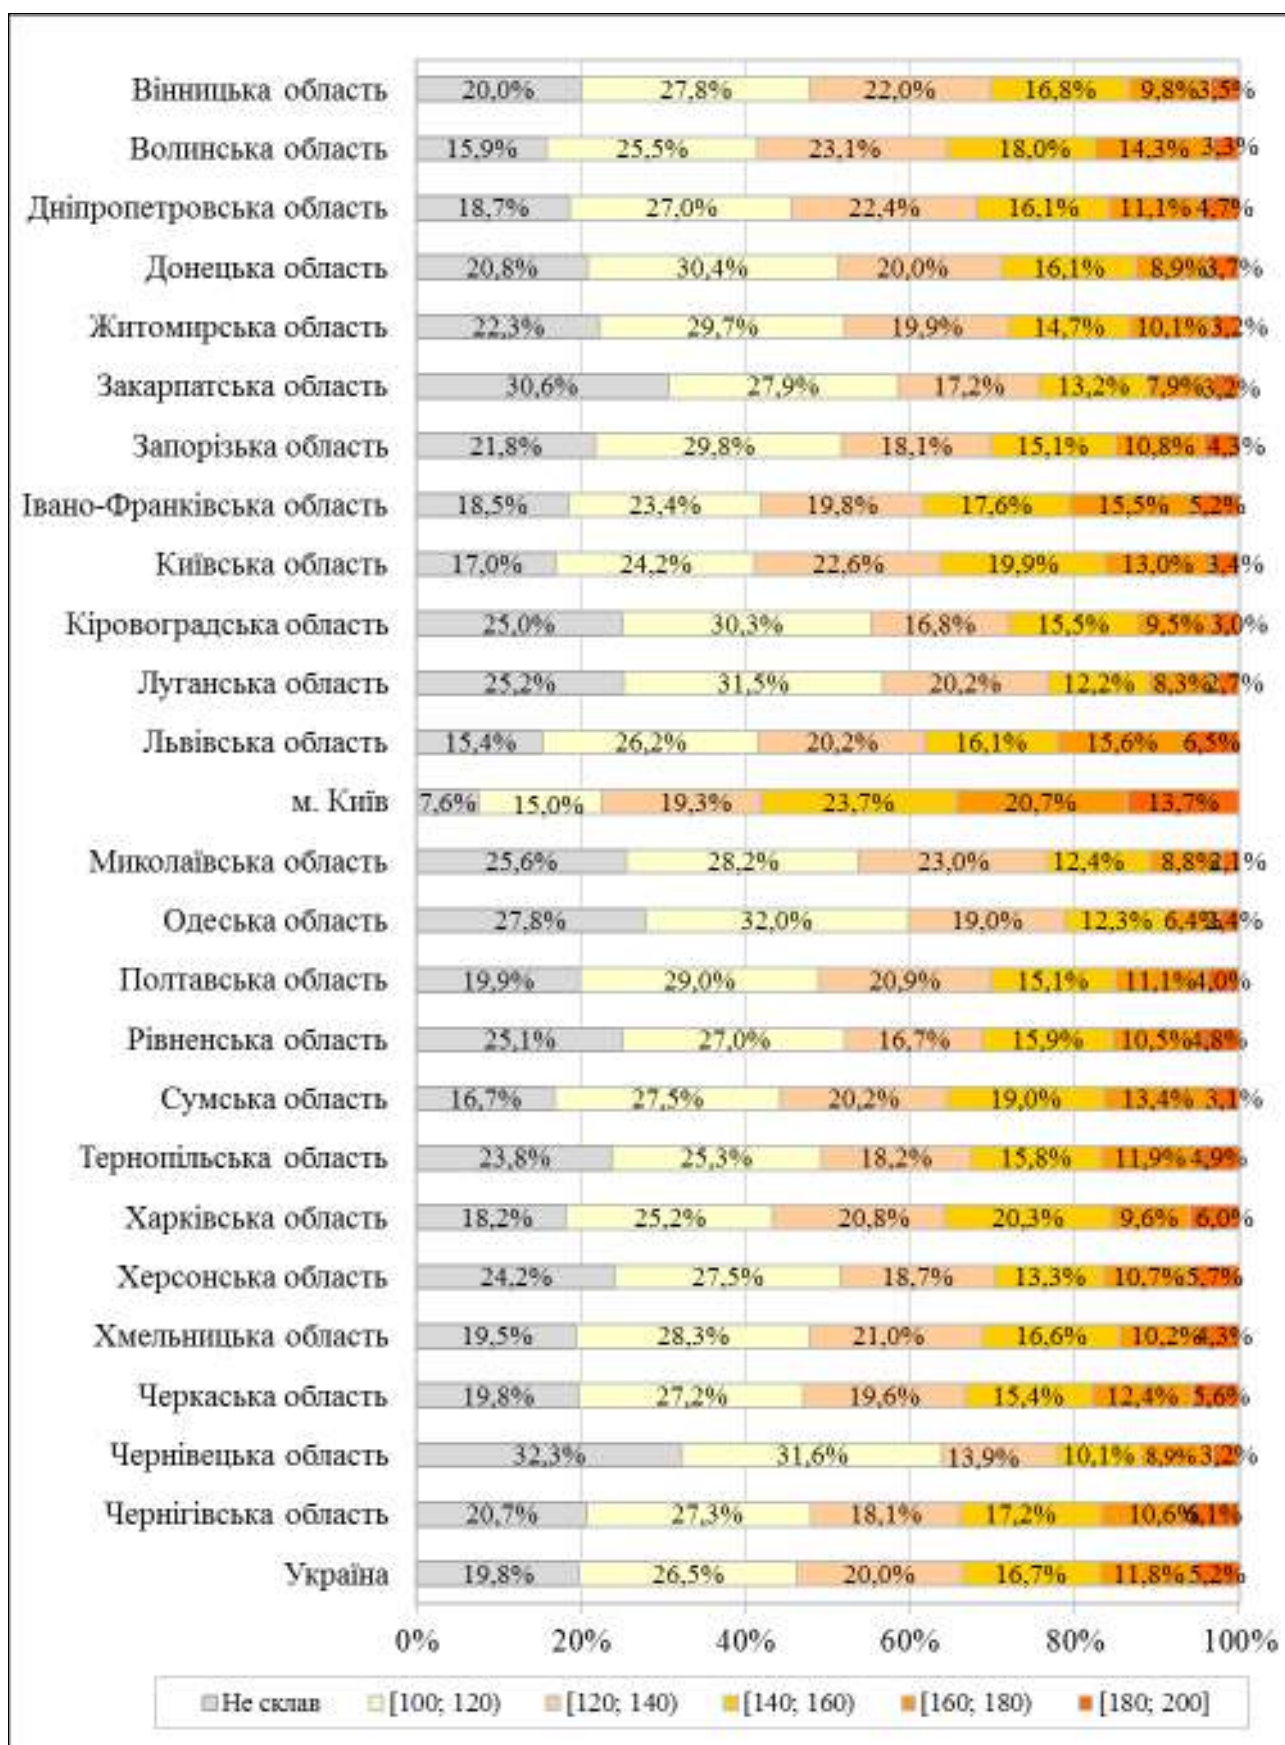 Вінницька область 20,0% 27,8% 22,0% 16,8% 9,8% 3,5%
Волинська область 15,9% 25,5% 23,1% 18,0% 14,3% 3,3%
Дніпропетровська область 18,7% 27,0% 22,4% 16,1% 11,1% 4,7%
Донецька область 20,8% 30,4% 20,0% 16,1% 8,9% 3,7%
Житомирська область 22,3% 29,7% 19,9% 14,7% 10,1% 3,2%
Закарпатська область 30,6% 27,9% 17,2% 13,2% 7,9% 3,2%
Запорізька область 21,8% 29,8% 18,1% 15,1% 10,8% 4,3%
Івано-Франківська область 18,5% 23,4% 19,8% 17,6% 15,5% 5,2%
Київська область 17,0% 24,2% 22,6% 19,9% 13,0% 3,4%
Кіровоградська область 25,0% 30,3% 16,8% 15,5% 9,5% 3,0%
Луганська область 25,2% 31,5% 20,2% 12,2% 8,3% 2,7%
Львівська область 15,4% 26,2% 20,2% 16,1% 15,6% 6,5%
м. Київ 7,6% 15,0% 19,3% 23,7% 20,7% 13,7%
Миколаївська область 25,6% 28,2% 23,0% 12,4% 8,8% 2,1%
Одеська область 27,8% 32,0% 19,0% 12,3% 6,4% 2,4%
Полтавська область 19,9% 29,0% 20,9% 15,1% 11,1% 4,0%
Рівненська область 25,1% 27,0% 16,7% 15,9% 10,5% 4,8%
Сумська область 16,7% 27,5% 20,2% 19,0% 13,4% 3,1%
Тернопільська область 23,8% 25,3% 18,2% 15,8% 11,9% 4,9%
Харківська область 18,2% 25,2% 20,8% 20,3% 9,6% 6,0%
Херсонська область 24,2% 27,5% 18,7% 13,3% 10,7% 5,7%
Хмельницька область 19,5% 28,3% 21,0% 16,6% 10,2% 4,3%
Черкаська область 19,8% 27,2% 19,6% 15,4% 12,4% 5,6%
Чернівецька область 32,3% 31,6% 13,9% 10,1% 8,9% 3,2%
Чернігівська область 20,7% 27,3% 18,1% 17,2% 10,6% 6,1%
Україна 19,8% 26,5% 20,0% 16,7% 11,8% 5,2%
0% 20% 40% 60% 80% 100%
Не склав [100; 120) [120; 140) [140; 160) [160; 180) [180; 200]